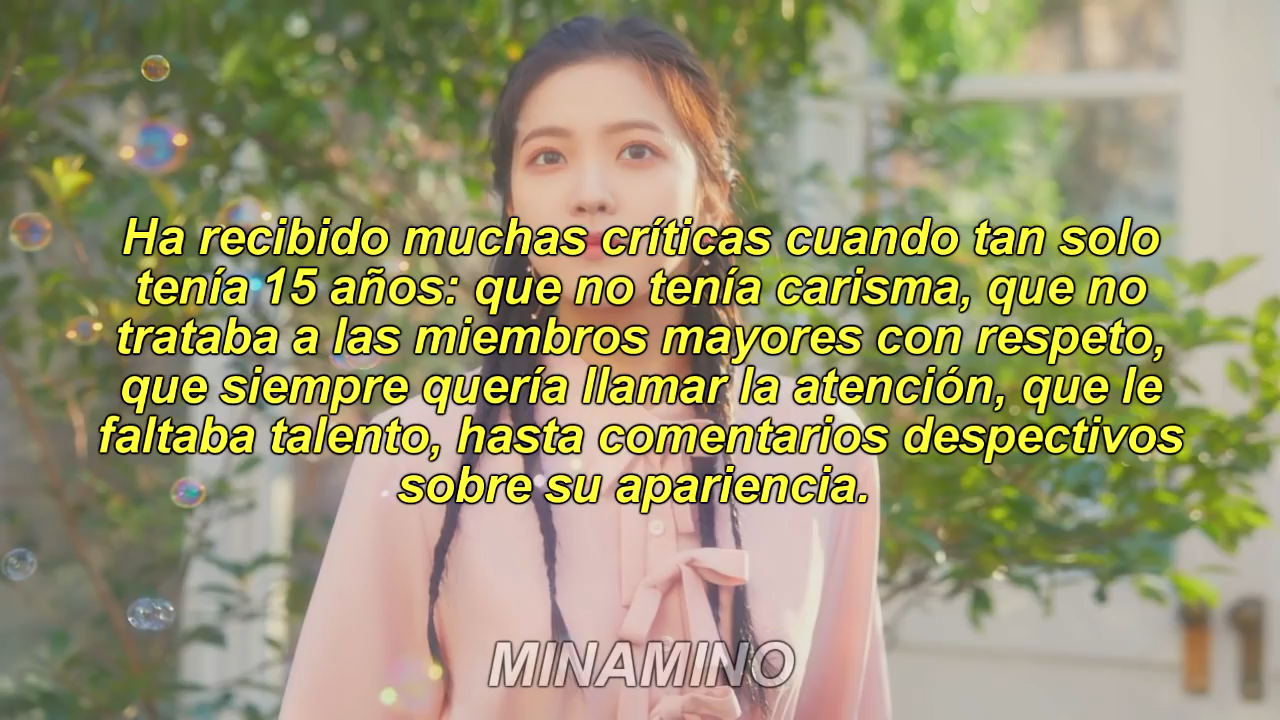 Ha recibido muchas críticas cuando tan solo
tenía 15 años: que no tenía carisma, que no
trataba a las miembros mayores con respeto,
que siempre quería llamar la atención, que le
faltaba talento, hasta comentarios despectivos
sobre su apariencia.
MINAMINO